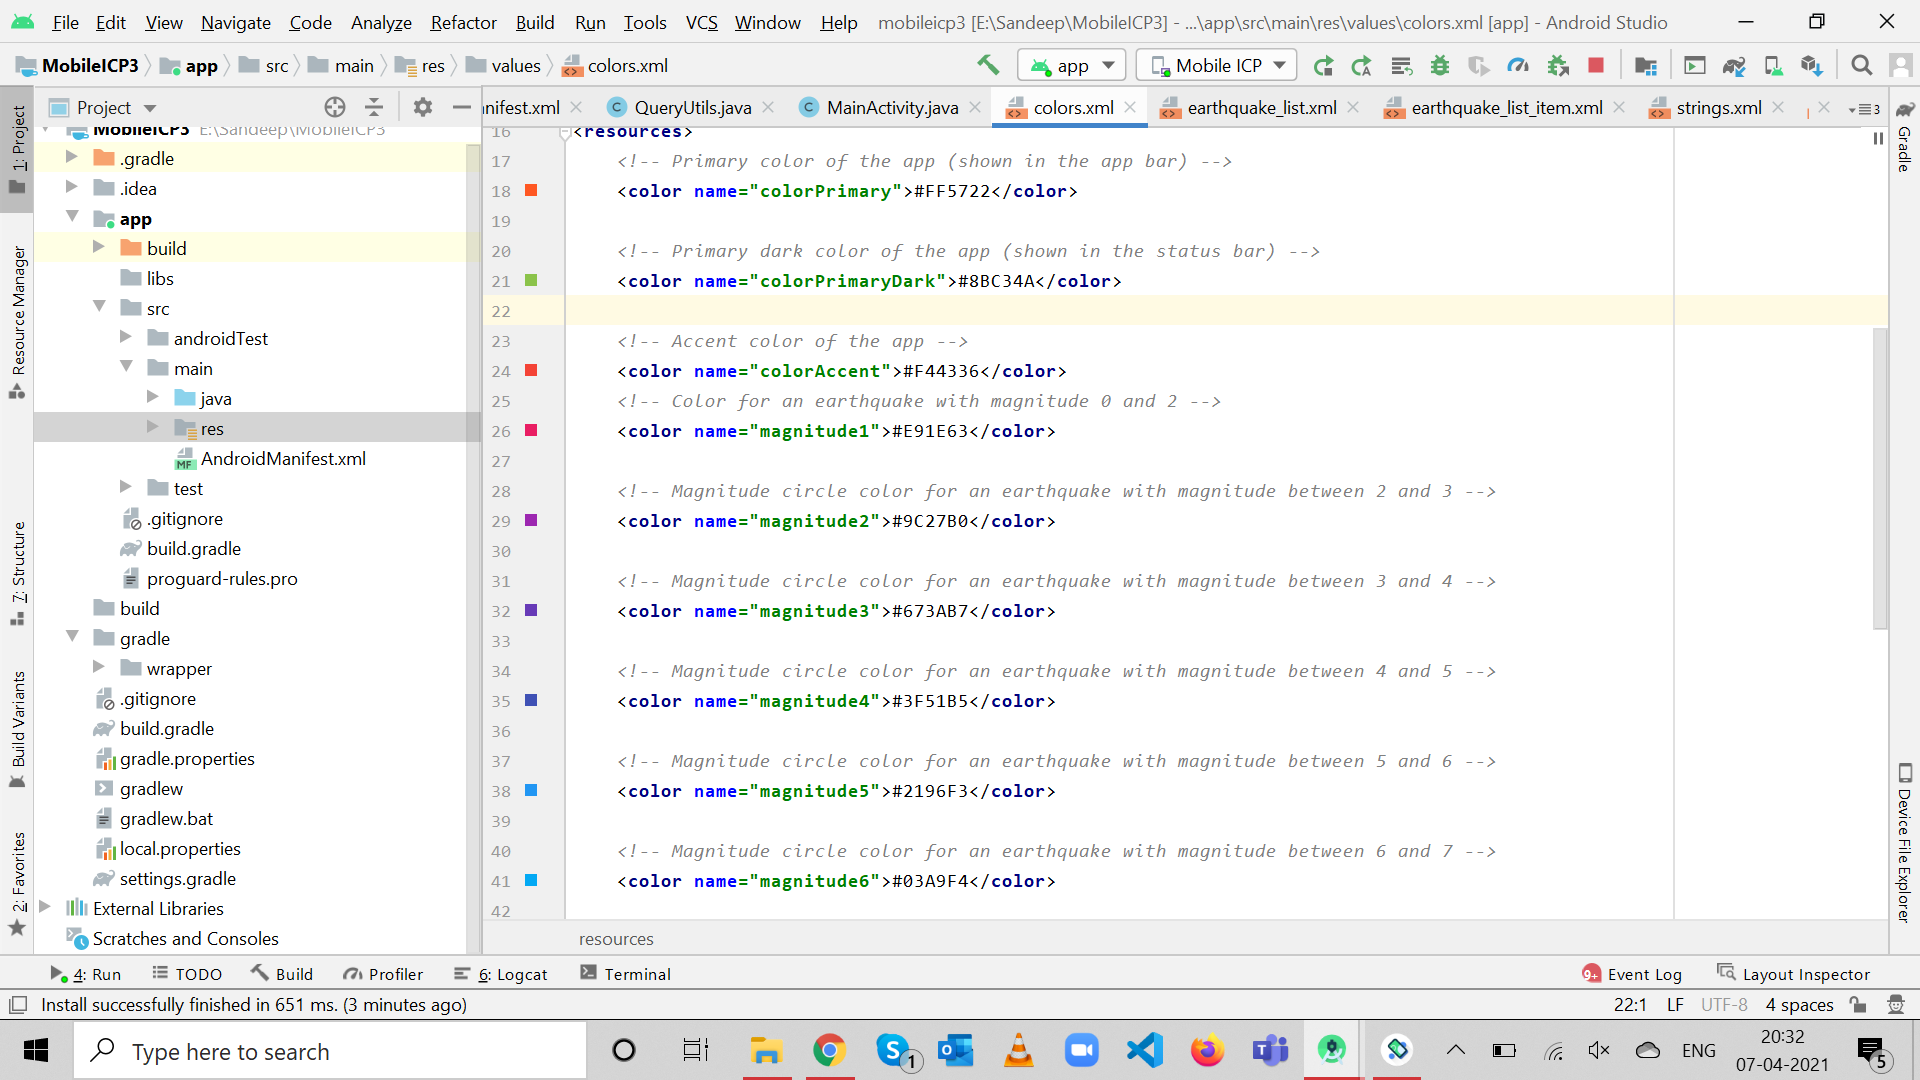 File Edit View Navigate Code Analyze Refactor Build Run Tools VCS Window Help mobileicp3 [E:\Sandeep\MobileICP3] - ...\app\src\main\res\values\colors.xml [app] - Android Studio
MobileICP3 app src main res values colors.xml app Mobile ICP
Project
anifest.xml QueryUtils.java MainActivity.java colors.xml earthquake_list.xml earthquake_list_item.xml strings.xml 3
MobileICP3 E:\Sandeep\MobileICP3
.gradle
.idea
app
build
libs
src
androidTest
main
java
res
AndroidManifest.xml
test
.gitignore
build.gradle
proguard-rules.pro
build
gradle
wrapper
.gitignore
build.gradle
gradle.properties
gradlew
gradlew.bat
local.properties
settings.gradle
External Libraries
Scratches and Consoles
1: Project
Resource Manager
7: Structure
Build Variants
2: Favorites
16 <resources>
17 <!-- Primary color of the app (shown in the app bar) -->
18 <color name="colorPrimary">#FF5722</color>
19
20 <!-- Primary dark color of the app (shown in the status bar) -->
21 <color name="colorPrimaryDark">#8BC34A</color>
22
23 <!-- Accent color of the app -->
24 <color name="colorAccent">#F44336</color>
25 <!-- Color for an earthquake with magnitude 0 and 2 -->
26 <color name="magnitude1">#E91E63</color>
27
28 <!-- Magnitude circle color for an earthquake with magnitude between 2 and 3 -->
29 <color name="magnitude2">#9C27B0</color>
30
31 <!-- Magnitude circle color for an earthquake with magnitude between 3 and 4 -->
32 <color name="magnitude3">#673AB7</color>
33
34 <!-- Magnitude circle color for an earthquake with magnitude between 4 and 5 -->
35 <color name="magnitude4">#3F51B5</color>
36
37 <!-- Magnitude circle color for an earthquake with magnitude between 5 and 6 -->
38 <color name="magnitude5">#2196F3</color>
39
40 <!-- Magnitude circle color for an earthquake with magnitude between 6 and 7 -->
41 <color name="magnitude6">#03A9F4</color>
42
resources
Gradle
Device File Explorer
4: Run TODO Build Profiler 6: Logcat Terminal 9+ Event Log Layout Inspector
Install successfully finished in 651 ms. (3 minutes ago) 22:1 LF UTF-8 4 spaces
Type here to search 1 ENG 20:32
07-04-2021 5